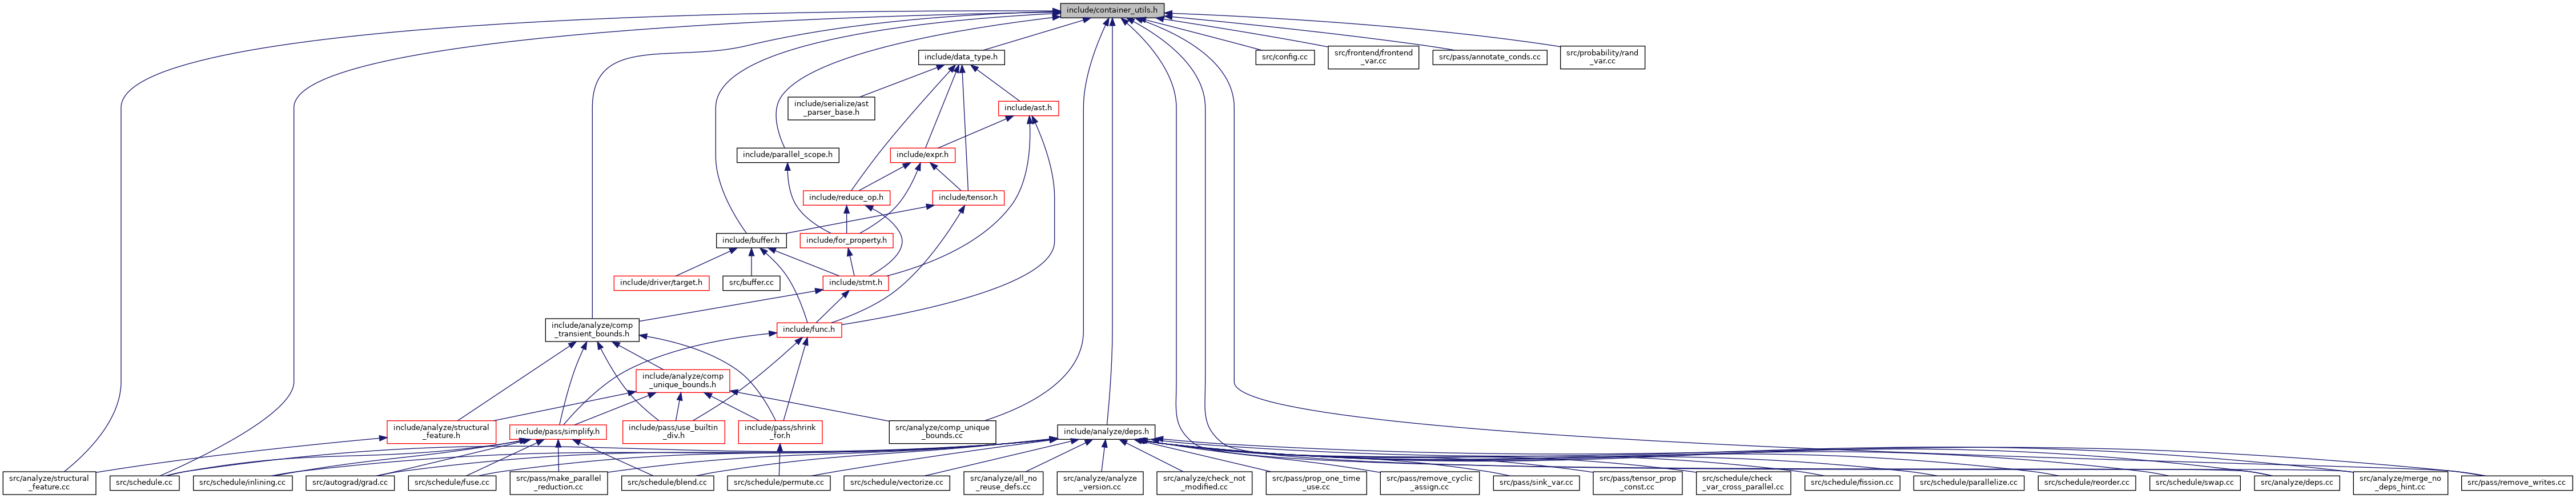 include/container_utils.h
include/data_type.h
src/config.cc
src/frontend/frontend
_var.cc
src/pass/annotate_conds.cc
src/probability/rand
_var.cc
include/serialize/ast
_parser_base.h
include/ast.h
include/parallel_scope.h
include/expr.h
include/reduce_op.h
include/tensor.h
include/buffer.h
include/for_property.h
include/driver/target.h
src/buffer.cc
include/stmt.h
include/analyze/comp
_transient_bounds.h
include/func.h
include/analyze/comp
_unique_bounds.h
include/analyze/structural
_feature.h
include/pass/simplify.h
include/pass/use_builtin
_div.h
include/pass/shrink
_for.h
src/analyze/comp_unique
_bounds.cc
include/analyze/deps.h
src/analyze/structural
_feature.cc
src/schedule.cc
src/schedule/inlining.cc
src/autograd/grad.cc
src/schedule/fuse.cc
src/pass/make_parallel
_reduction.cc
src/schedule/blend.cc
src/schedule/permute.cc
src/schedule/vectorize.cc
src/analyze/all_no
_reuse_defs.cc
src/analyze/analyze
_version.cc
src/analyze/check_not
_modified.cc
src/pass/prop_one_time
_use.cc
src/pass/remove_cyclic
_assign.cc
src/pass/sink_var.cc
src/pass/tensor_prop
_const.cc
src/schedule/check
_var_cross_parallel.cc
src/schedule/fission.cc
src/schedule/parallelize.cc
src/schedule/reorder.cc
src/schedule/swap.cc
src/analyze/deps.cc
src/analyze/merge_no
_deps_hint.cc
src/pass/remove_writes.cc